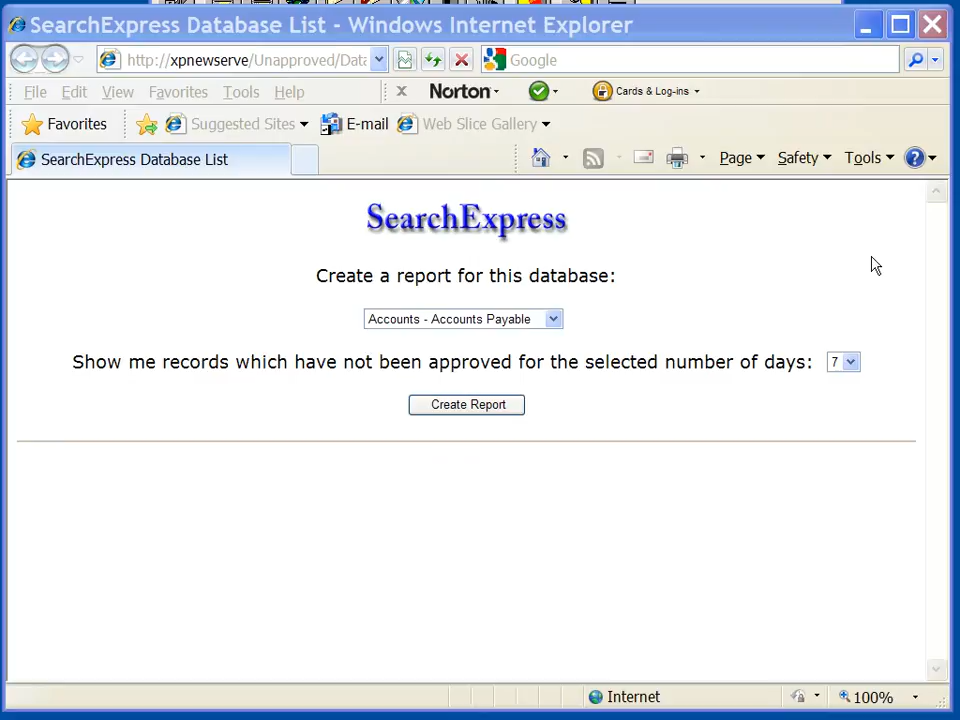 SearchExpress Database List - Windows Internet Explorer
http://xpnewserve/Unapproved/Data
Google
File Edit View Favorites Tools Help
x Norton Cards & Log-ins
Favorites Suggested Sites E-mail Web Slice Gallery
SearchExpress Database List
Page Safety Tools
SearchExpress
Create a report for this database:
Accounts - Accounts Payable
Show me records which have not been approved for the selected number of days: 7
Create Report
Internet 100%